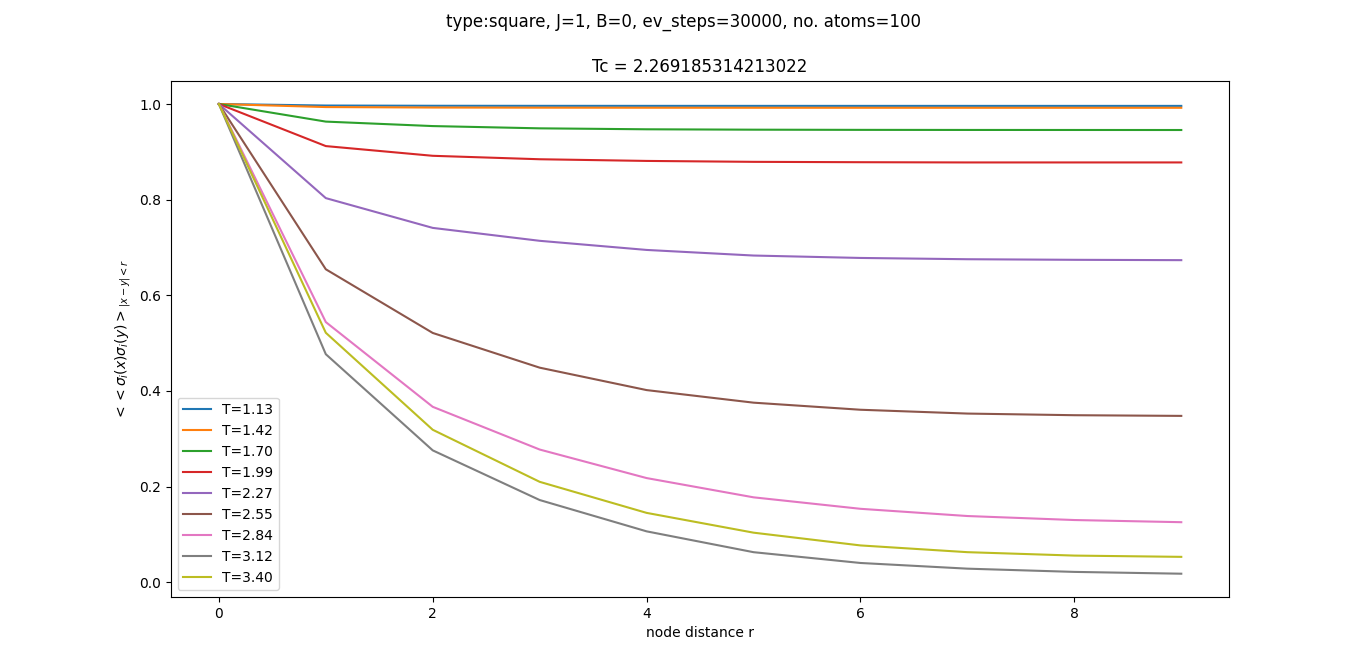 type:square, J=1, B=0, ev_steps=30000, no. atoms=100
Tc = 2.269185314213022
< < σᵢ(x)σᵢ(y) > |x − y| < r
1.0
0.8
0.6
0.4
0.2
0.0
T=1.13
T=1.42
T=1.70
T=1.99
T=2.27
T=2.55
T=2.84
T=3.12
T=3.40
0 2 4 6 8
node distance r